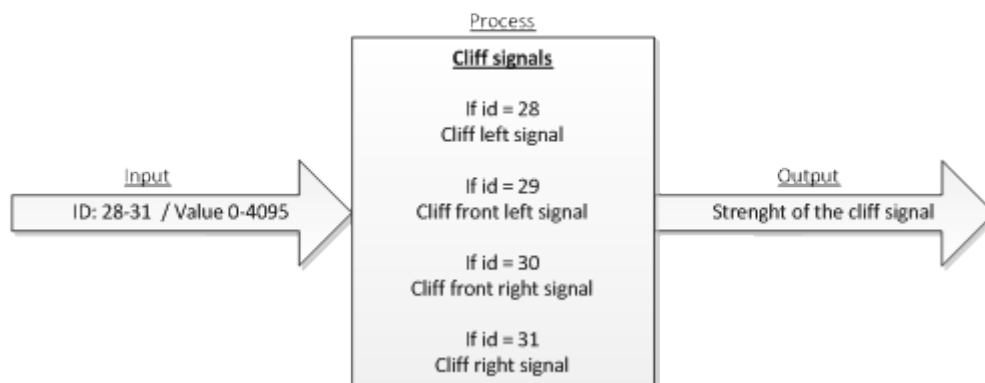 Process
Cliff signals
If id = 28
Cliff left signal
Input
ID: 28-31 / Value 0-4095
If id = 29
Cliff front left signal
Output
Strenght of the cliff signal
If id = 30
Cliff front right signal
If id = 31
Cliff right signal